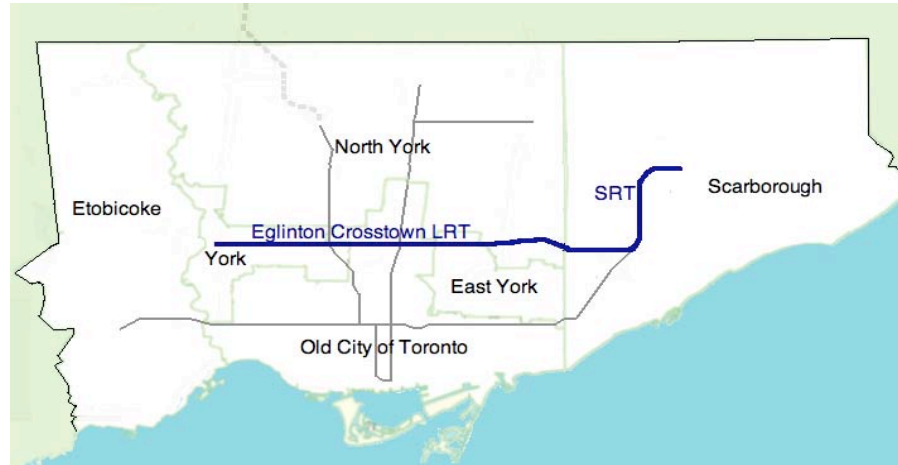 North York
SRT
Scarborough
Etobicoke
Eglinton Crosstown LRT
York
East York
Old City of Toronto